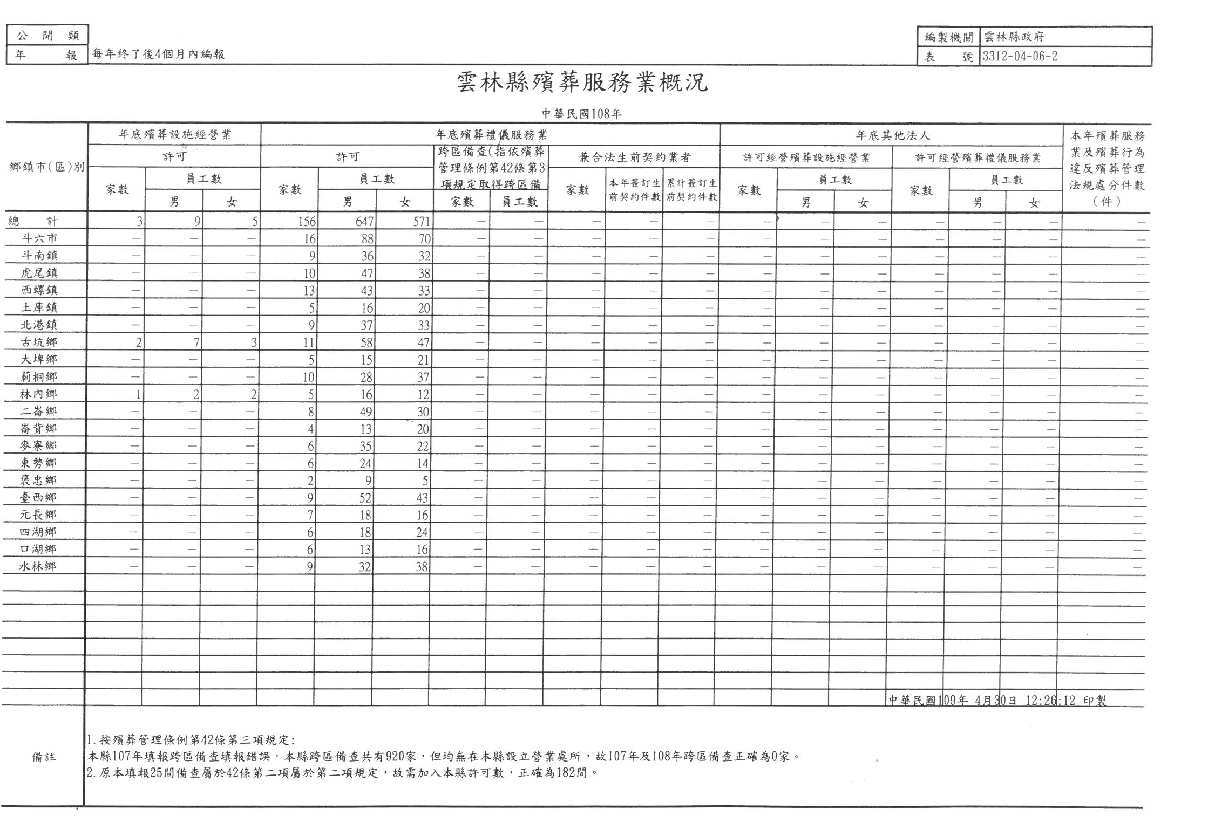 公開類
年報 每年終了後4個月內編報
編製機關 雲林縣政府
表號 3312-04-06-2
雲林縣殯葬服務業概況
中華民國108年
鄉鎮市(區)別 年底殯葬設施經營業 年底殯葬禮儀服務業 年底其他法人 本年殯葬服務業及殯葬行為違反殯葬管理法規處分件數(件)
許可 許可 跨區備查(指依殯葬管理條例第42條第3項規定取得跨區備 兼合法生前契約業者 許可經營殯葬設施經營業 許可經營殯葬禮儀服務業
家數 員工數 家數 員工數 家數 員工數 家數 本年簽訂生前契約件數 累計簽訂生前契約件數 家數 員工數 家數 員工數
男 女 男 女 男 女 男 女
總計 3 9 5 156 647 571 — — — — — — — — — — — —
斗六市 — — — 16 88 70 — — — — — — — — — — — —
斗南鎮 — — — 9 36 32 — — — — — — — — — — — —
虎尾鎮 — — — 10 47 38 — — — — — — — — — — — —
西螺鎮 — — — 13 43 33 — — — — — — — — — — — —
土庫鎮 — — — 5 16 20 — — — — — — — — — — — —
北港鎮 — — — 9 37 33 — — — — — — — — — — — —
古坑鄉 2 7 3 11 58 47 — — — — — — — — — — — —
大埤鄉 — — — 5 15 21 — — — — — — — — — — — —
莿桐鄉 — — — 10 28 37 — — — — — — — — — — — —
林內鄉 1 2 2 5 16 12 — — — — — — — — — — — —
二崙鄉 — — — 8 49 30 — — — — — — — — — — — —
崙背鄉 — — — 4 13 20 — — — — — — — — — — — —
麥寮鄉 — — — 6 35 22 — — — — — — — — — — — —
東勢鄉 — — — 6 24 14 — — — — — — — — — — — —
褒忠鄉 — — — 2 9 5 — — — — — — — — — — — —
臺西鄉 — — — 9 52 43 — — — — — — — — — — — —
元長鄉 — — — 7 18 16 — — — — — — — — — — — —
四湖鄉 — — — 6 18 24 — — — — — — — — — — — —
口湖鄉 — — — 6 13 16 — — — — — — — — — — — —
水林鄉 — — — 9 32 38 — — — — — — — — — — — —
中華民國109年 4月30日 12:26:12 印製
備註
1.按殯葬管理條例第42條第三項規定:
本縣107年填報跨區備查填報錯誤，本縣跨區備查共有920家，但均無在本縣設立營業處所，故107年及108年跨區備查正確為0家。
2.原本填報25間備查屬於42條第二項屬於第二項規定，故需加入本縣許可數，正確為182間。